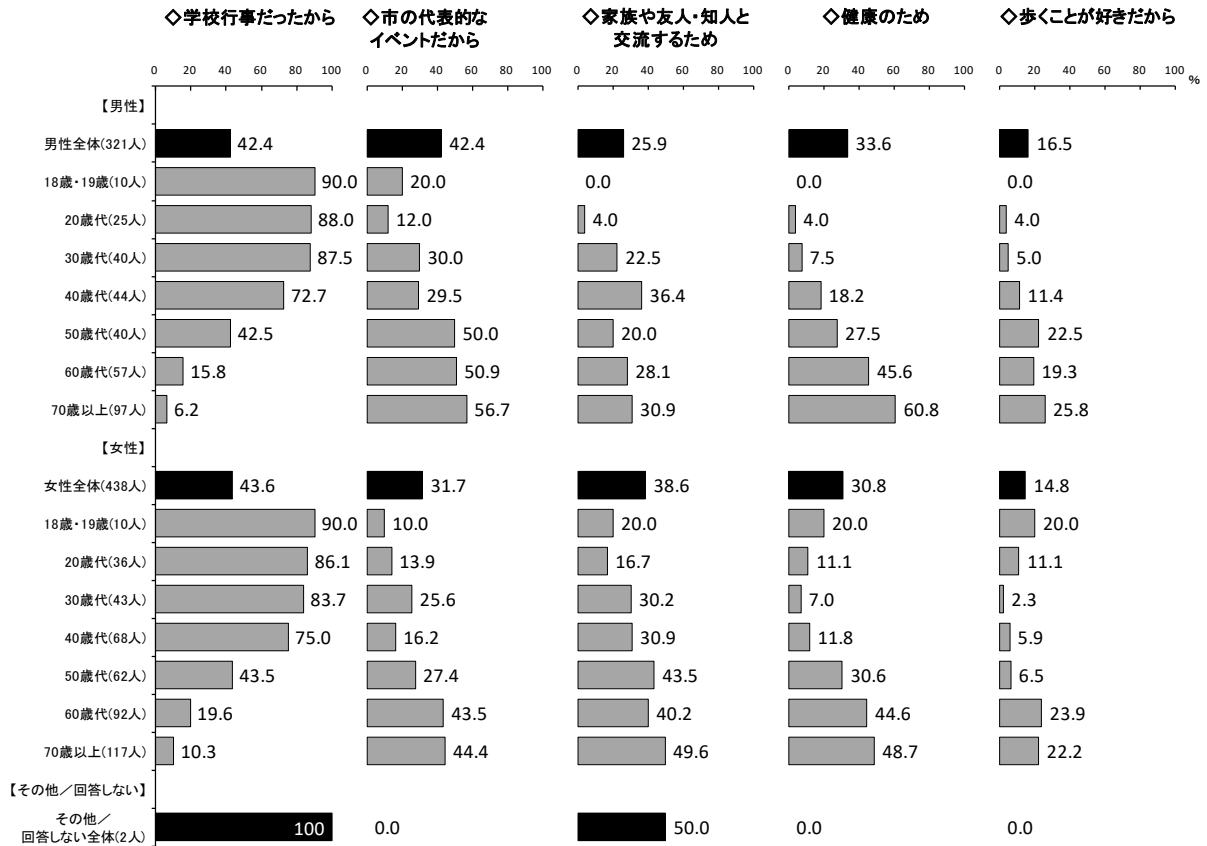 ◇学校行事だったから ◇市の代表的な ◇家族や友人・知人と ◇健康のため ◇歩くことが好きだから
イベントだから 交流するため
0 20 40 60 80 100 0 20 40 60 80 100 0 20 40 60 80 100 0 20 40 60 80 100 0 20 40 60 80 100
%
【男性】
男性全体(321人) 42.4 42.4 25.9 33.6 16.5
18歳・19歳(10人) 90.0 20.0 0.0 0.0 0.0
20歳代(25人) 88.0 12.0 4.0 4.0 4.0
30歳代(40人) 87.5 30.0 22.5 7.5 5.0
40歳代(44人) 72.7 29.5 36.4 18.2 11.4
50歳代(40人) 42.5 50.0 20.0 27.5 22.5
60歳代(57人) 15.8 50.9 28.1 45.6 19.3
70歳以上(97人) 6.2 56.7 30.9 60.8 25.8
【女性】
女性全体(438人) 43.6 31.7 38.6 30.8 14.8
18歳・19歳(10人) 90.0 10.0 20.0 20.0 20.0
20歳代(36人) 86.1 13.9 16.7 11.1 11.1
30歳代(43人) 83.7 25.6 30.2 7.0 2.3
40歳代(68人) 75.0 16.2 30.9 11.8 5.9
50歳代(62人) 43.5 27.4 43.5 30.6 6.5
60歳代(92人) 19.6 43.5 40.2 44.6 23.9
70歳以上(117人) 10.3 44.4 49.6 48.7 22.2
【その他／回答しない】
その他／
回答しない全体(2人) 100 0.0 50.0 0.0 0.0